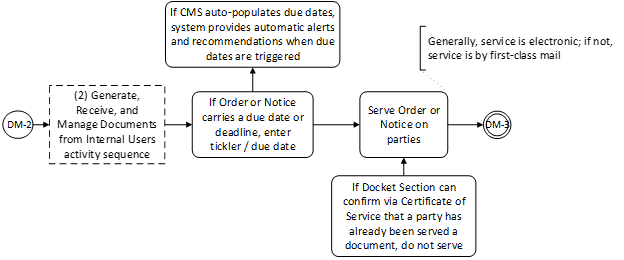 If CMS auto-populates due dates,
system provides automatic alerts
and recommendations when due
dates are triggered
Generally, service is electronic; if not,
service is by first-class mail
DM-2
(2) Generate,
Receive, and
Manage Documents
from Internal Users
activity sequence
If Order or Notice
carries a due date or
deadline, enter
tickler / due date
Serve Order or
Notice on
parties
DM-3
If Docket Section can
confirm via Certificate of
Service that a party has
already been served a
document, do not serve